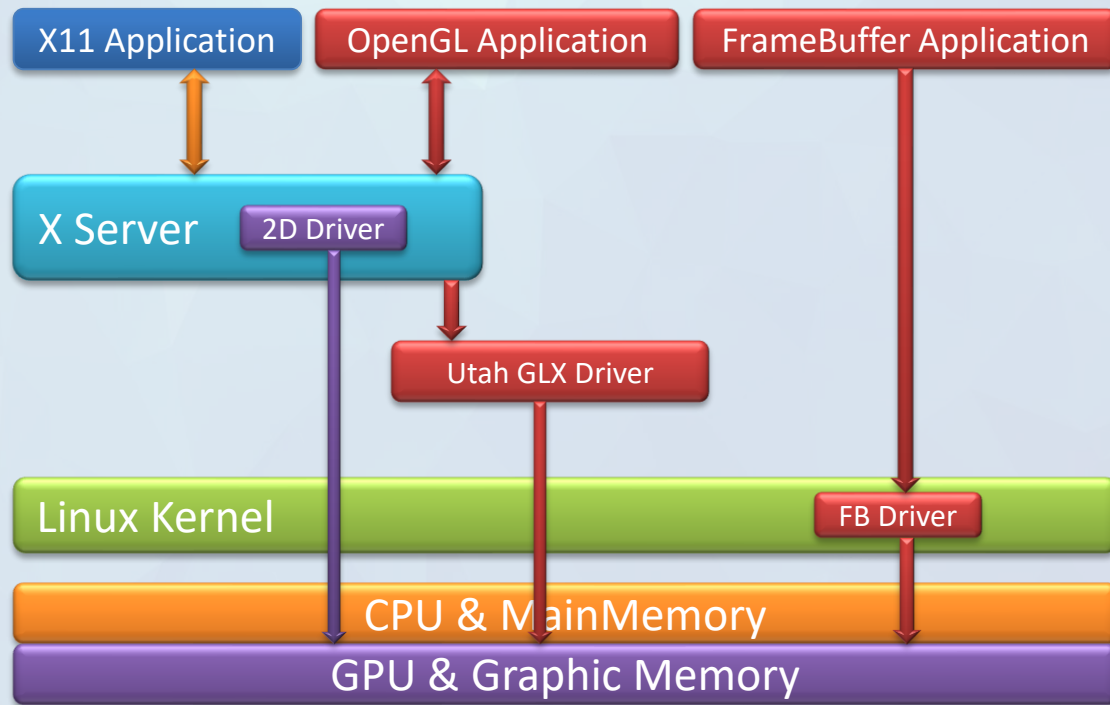 X11 Application
OpenGL Application
FrameBuffer Application
X Server
2D Driver
Utah GLX Driver
Linux Kernel
FB Driver
CPU & MainMemory
GPU & Graphic Memory